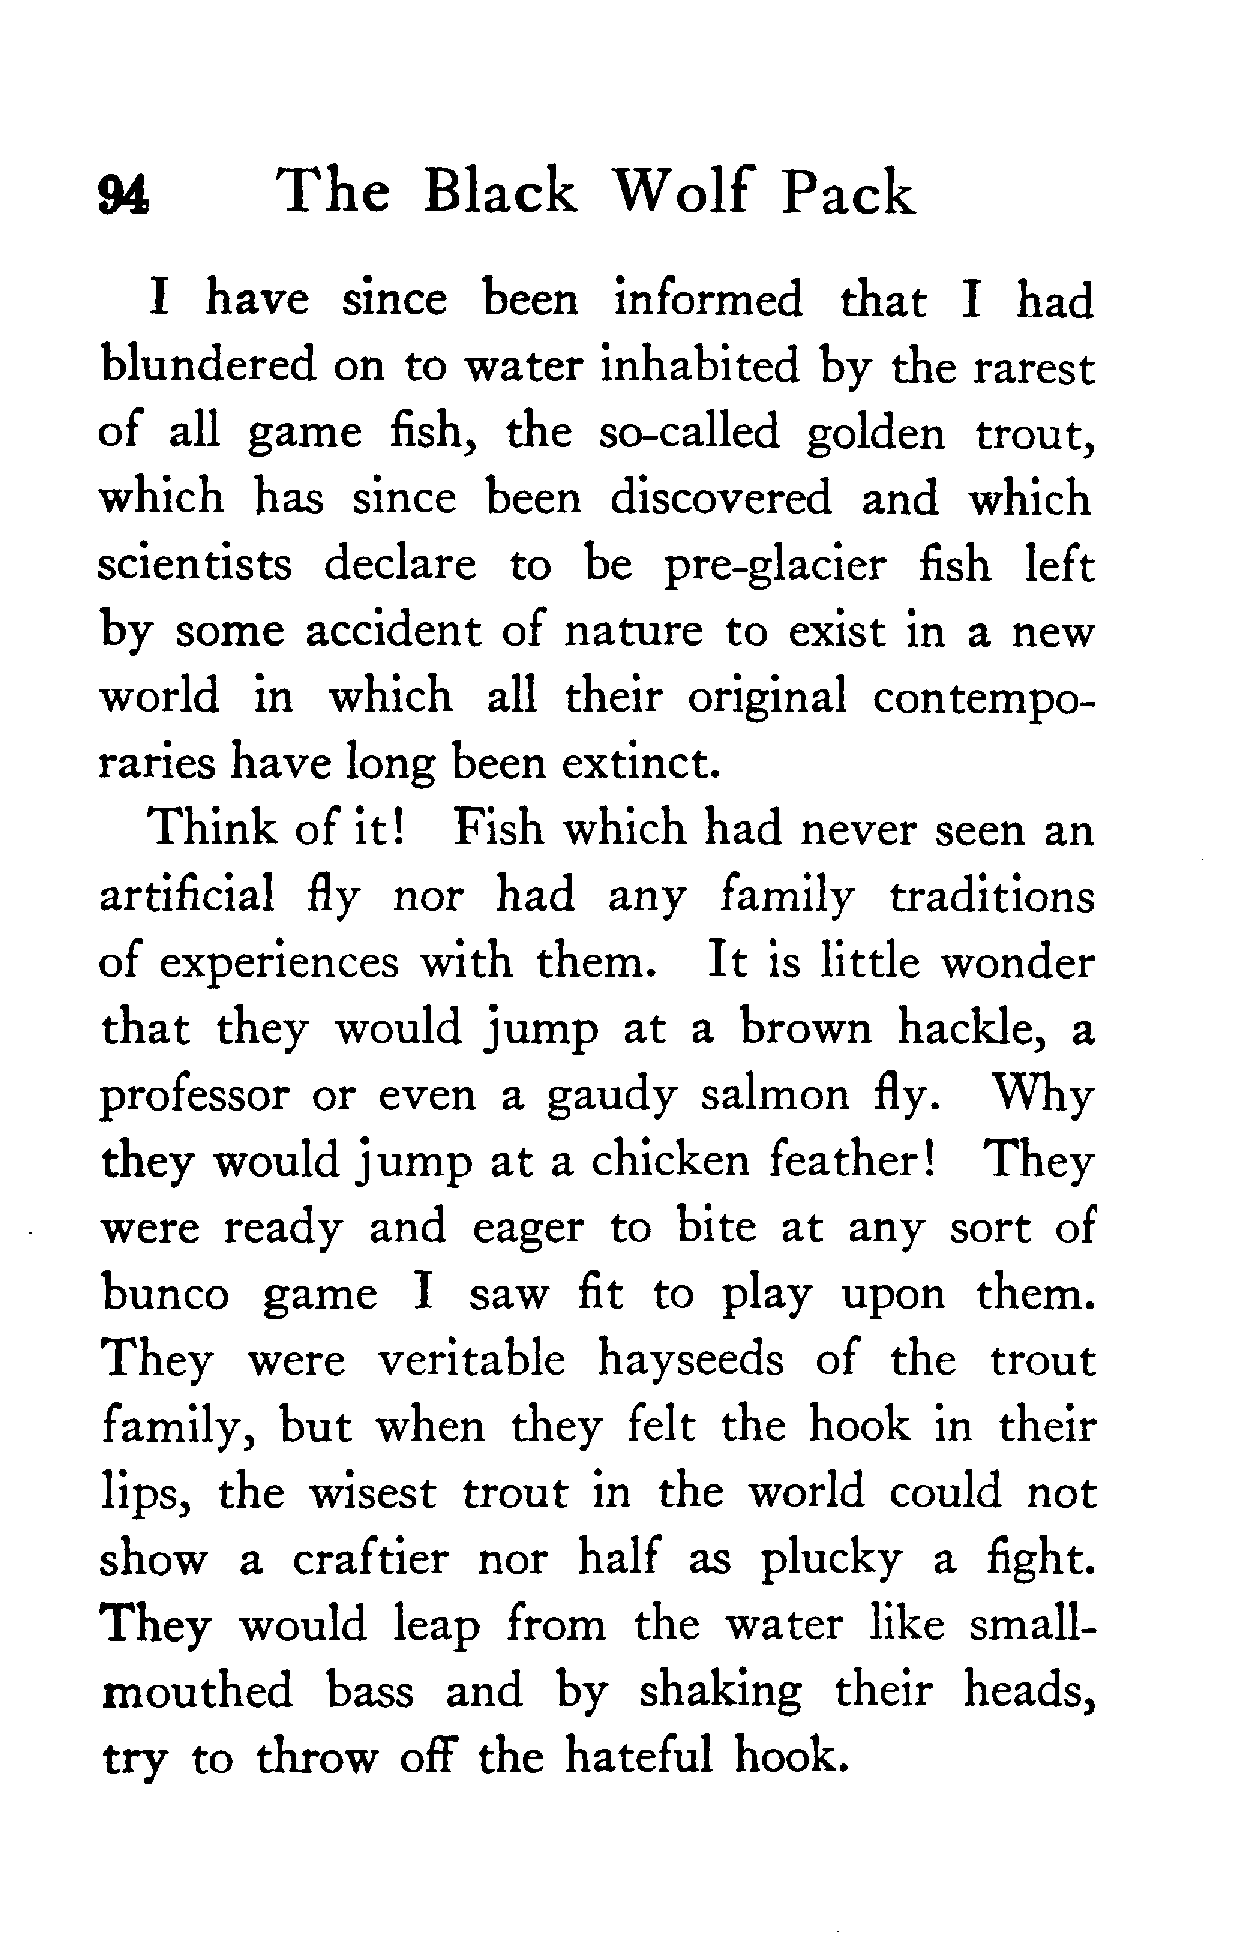 94 The Black Wolf Pack
I have since been informed that I had
blundered on to water inhabited by the rarest
of all game fish, the so-called golden trout,
which has since been discovered and which
scientists declare to be pre-glacier fish left
by some accident of nature to exist in a new
world in which all their original contempo-
raries have long been extinct.
Think of it! Fish which had never seen an
artificial fly nor had any family traditions
of experiences with them. It is little wonder
that they would jump at a brown hackle, a
professor or even a gaudy salmon fly. Why
they would jump at a chicken feather! They
were ready and eager to bite at any sort of
bunco game I saw fit to play upon them.
They were veritable hayseeds of the trout
family, but when they felt the hook in their
lips, the wisest trout in the world could not
show a craftier nor half as plucky a fight.
They would leap from the water like small-
mouthed bass and by shaking their heads,
try to throw off the hateful hook.